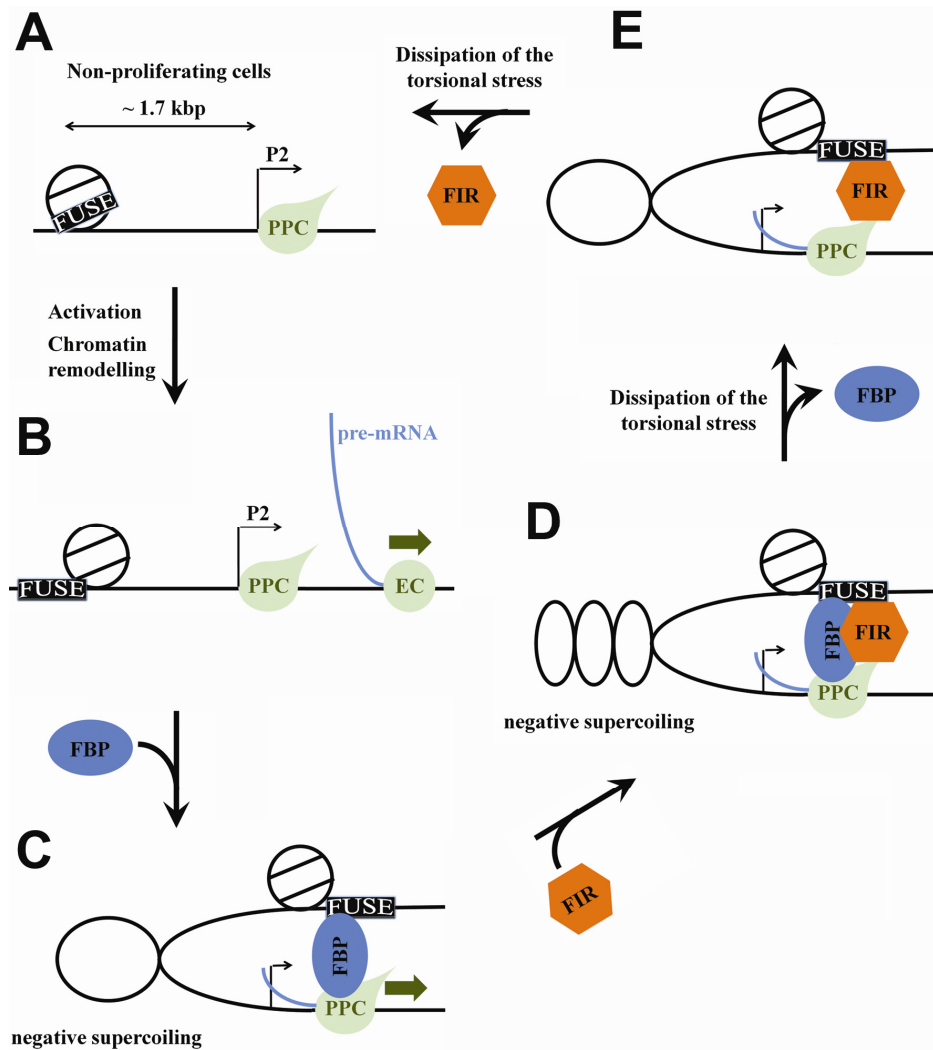 A
Non-proliferating cells
~ 1.7 kbp
P2
FUSE
PPC
Dissipation of the
torsional stress
FIR
E
FUSE
FIR
PPC
Activation
Chromatin
remodelling
Dissipation of the
torsional stress
FBP
B
pre-mRNA
P2
FUSE
PPC
EC
D
FUSE
FBP
FIR
PPC
negative supercoiling
FBP
FIR
C
FUSE
FBP
PPC
negative supercoiling